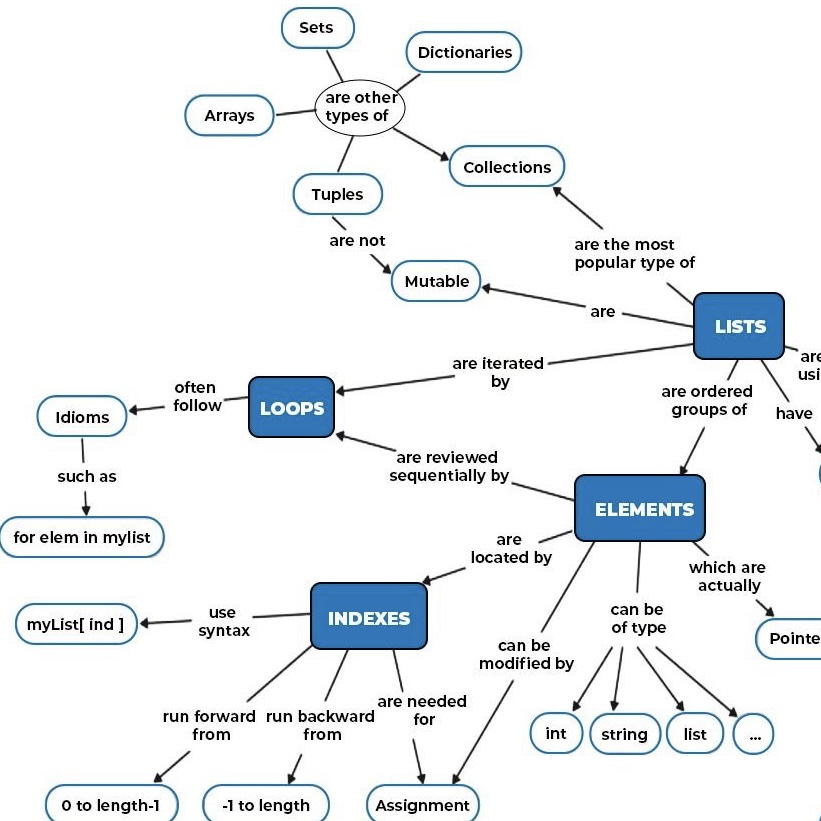 Sets
Dictionaries
are other
types of
Arrays
Collections
Tuples
are not
are the most
popular type of
Mutable
are
LISTS
are
usi
are iterated
by
often
follow
LOOPS
Idioms
are ordered
groups of
have
such as
are reviewed
sequentially by
for elem in mylist
ELEMENTS
are
located by
which are
actually
INDEXES
use
syntax
myList[ ind ]
can be
of type
Pointe
can be
modified by
run forward
from
run backward
from
are needed
for
int
string
list
...
0 to length-1
-1 to length
Assignment